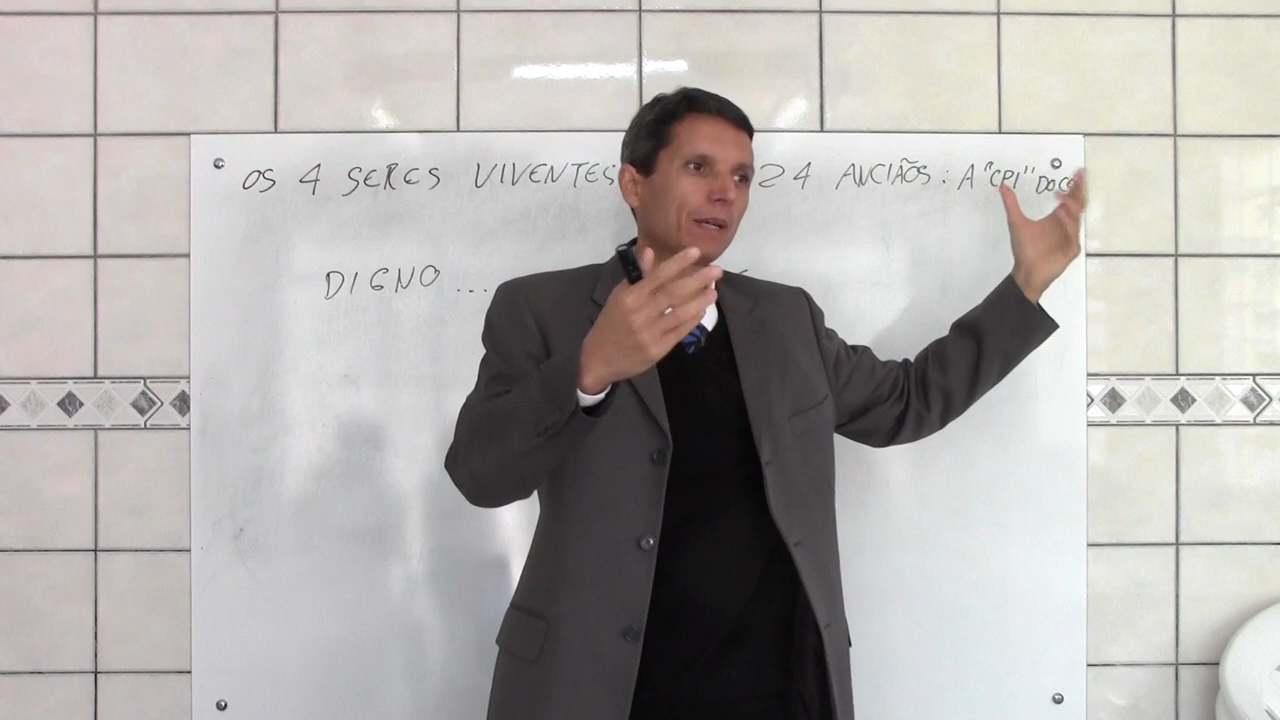 OS 4 SERES VIVENTES 24 ANCIÃOS: A "CPI" DO
DIGNO ...